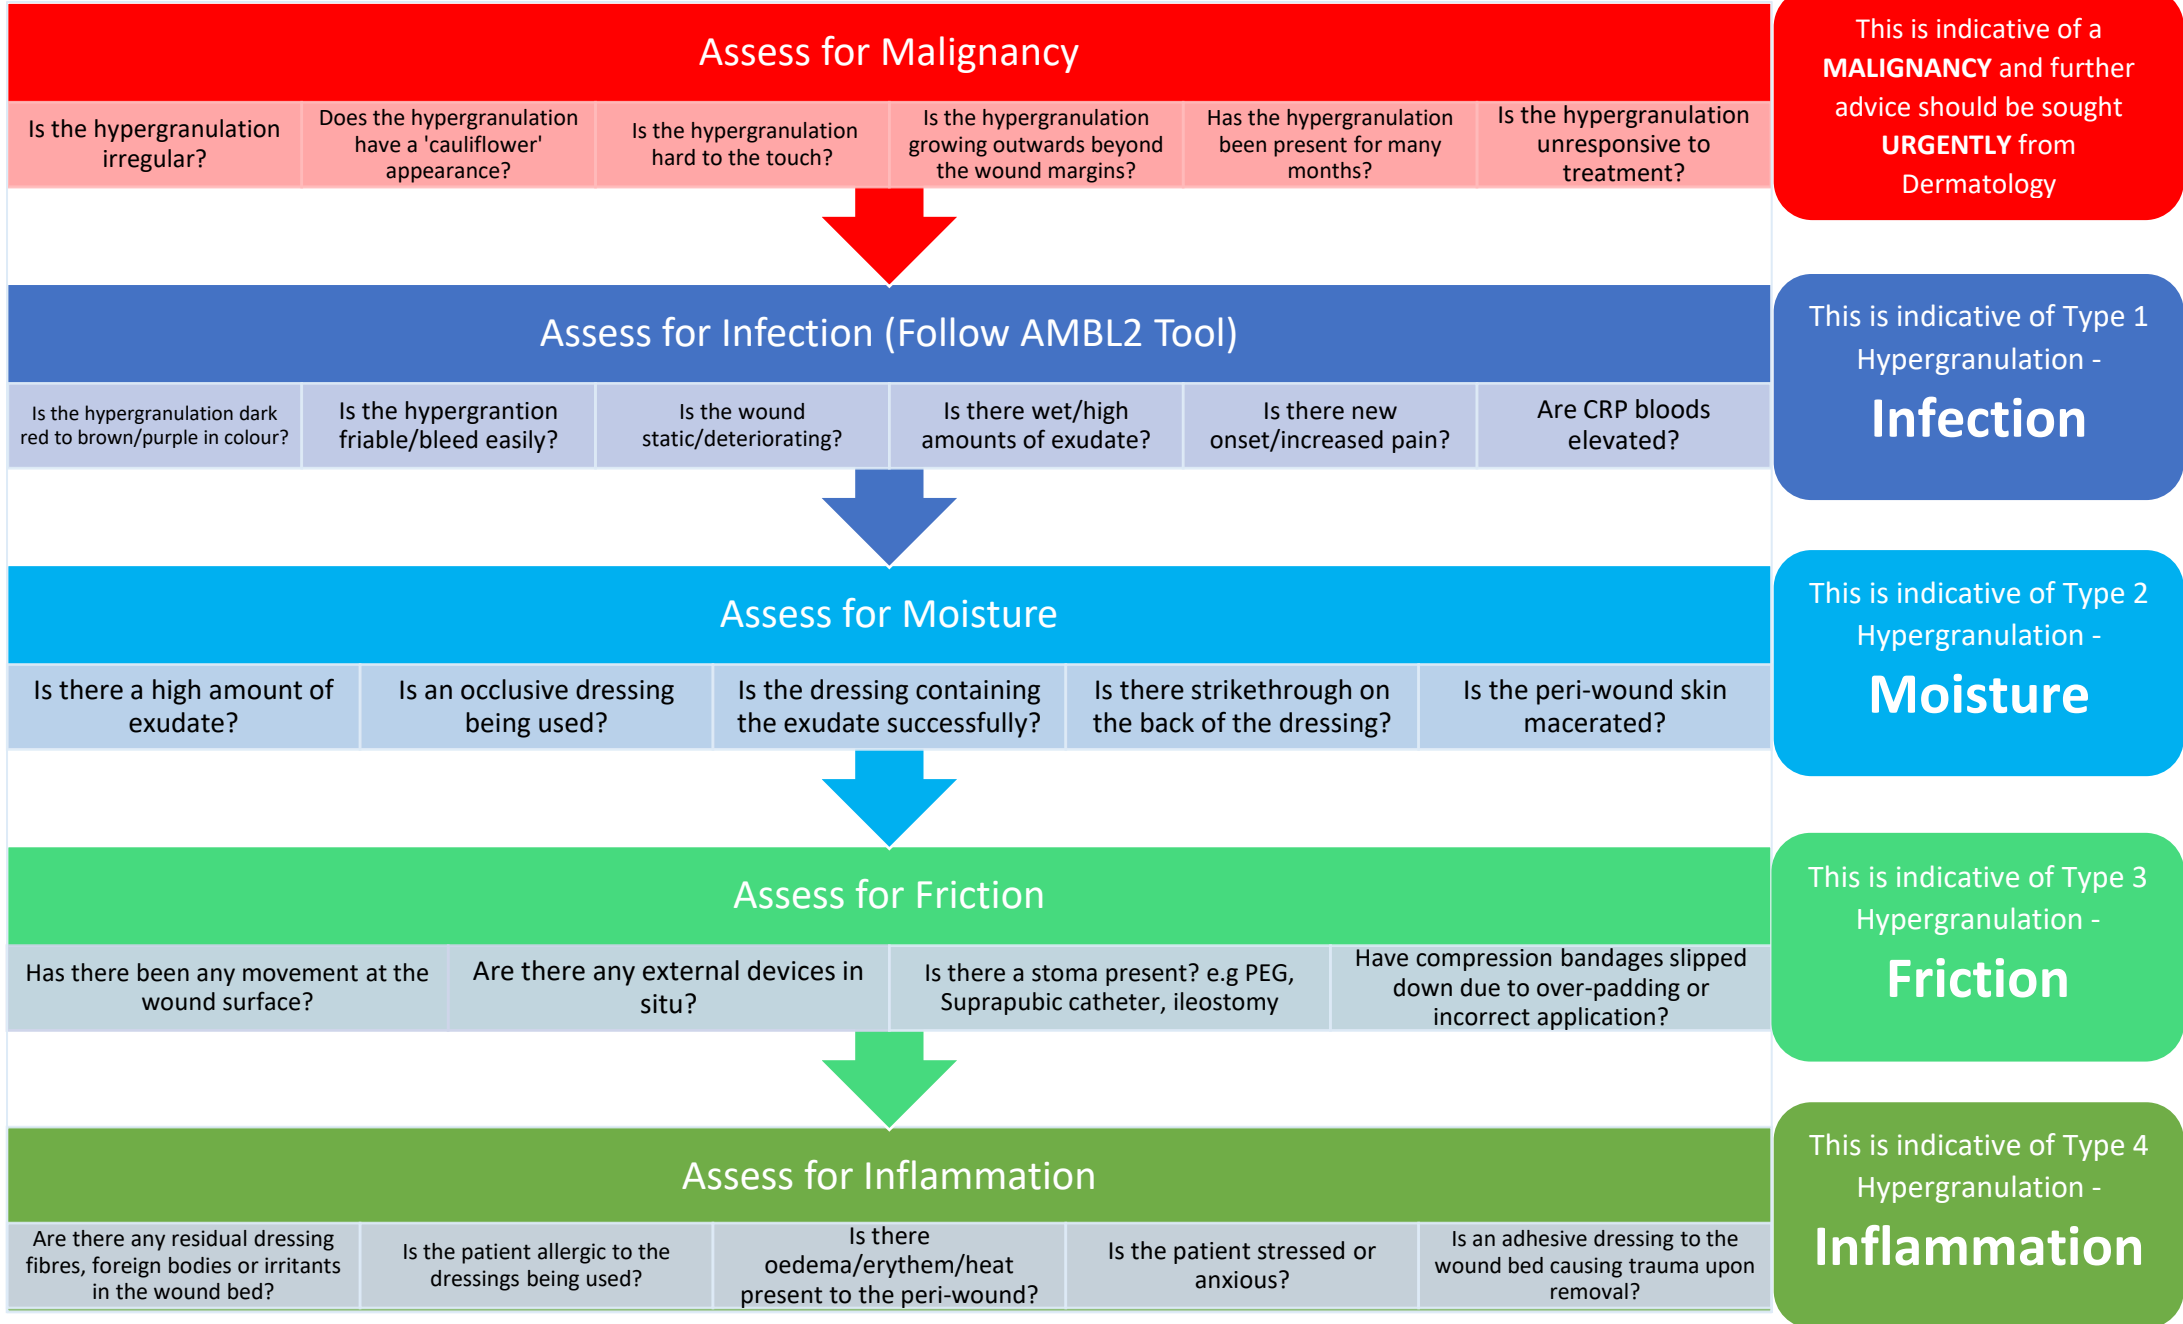 Assess for Malignancy
Is the hypergranulation
irregular?
Does the hypergranulation
have a 'cauliflower'
appearance?
Is the hypergranulation
hard to the touch?
Is the hypergranulation
growing outwards beyond
the wound margins?
Has the hypergranulation
been present for many
months?
Is the hypergranulation
unresponsive to
treatment?
This is indicative of a
MALIGNANCY and further
advice should be sought
URGENTLY from
Dermatology
Assess for Infection (Follow AMBL2 Tool)
Is the hypergranulation dark
red to brown/purple in colour?
Is the hypergrantion
friable/bleed easily?
Is the wound
static/deteriorating?
Is there wet/high
amounts of exudate?
Is there new
onset/increased pain?
Are CRP bloods
elevated?
This is indicative of Type 1
Hypergranulation -
Infection
Assess for Moisture
Is there a high amount of
exudate?
Is an occlusive dressing
being used?
Is the dressing containing
the exudate successfully?
Is there strikethrough on
the back of the dressing?
Is the peri-wound skin
macerated?
This is indicative of Type 2
Hypergranulation -
Moisture
Assess for Friction
Has there been any movement at the
wound surface?
Are there any external devices in
situ?
Is there a stoma present? e.g PEG,
Suprapubic catheter, ileostomy
Have compression bandages slipped
down due to over-padding or
incorrect application?
This is indicative of Type 3
Hypergranulation -
Friction
Assess for Inflammation
Are there any residual dressing
fibres, foreign bodies or irritants
in the wound bed?
Is the patient allergic to the
dressings being used?
Is there
oedema/erythem/heat
present to the peri-wound?
Is the patient stressed or
anxious?
Is an adhesive dressing to the
wound bed causing trauma upon
removal?
This is indicative of Type 4
Hypergranulation -
Inflammation